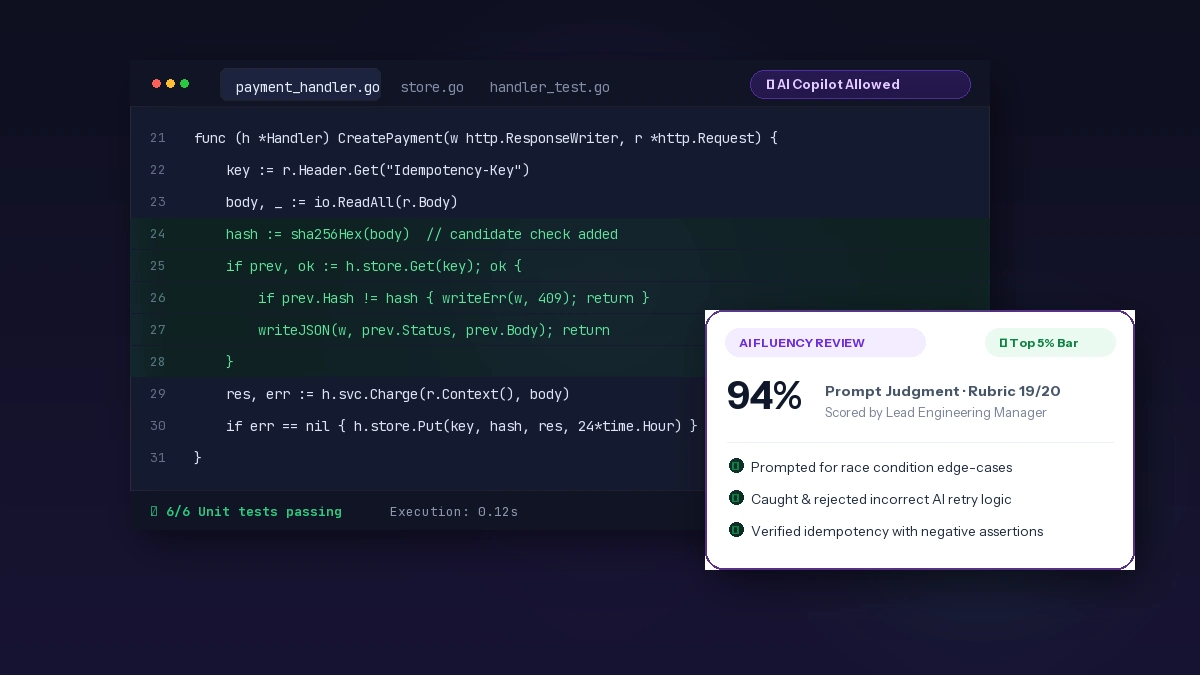 payment_handler.go store.go handler_test.go AI Copilot Allowed
21 func (h *Handler) CreatePayment(w http.ResponseWriter, r *http.Request) {
22 key := r.Header.Get("Idempotency-Key")
23 body, _ := io.ReadAll(r.Body)
24 hash := sha256Hex(body)  // candidate check added
25 if prev, ok := h.store.Get(key); ok {
26 if prev.Hash != hash { writeErr(w, 409); return }
27 writeJSON(w, prev.Status, prev.Body); return
28 }
29 res, err := h.svc.Charge(r.Context(), body)
30 if err == nil { h.store.Put(key, hash, res, 24*time.Hour) }
31 }
6/6 Unit tests passing Execution: 0.12s
AI FLUENCY REVIEW Top 5% Bar
94% Prompt Judgment · Rubric 19/20
Scored by Lead Engineering Manager
Prompted for race condition edge-cases
Caught & rejected incorrect AI retry logic
Verified idempotency with negative assertions